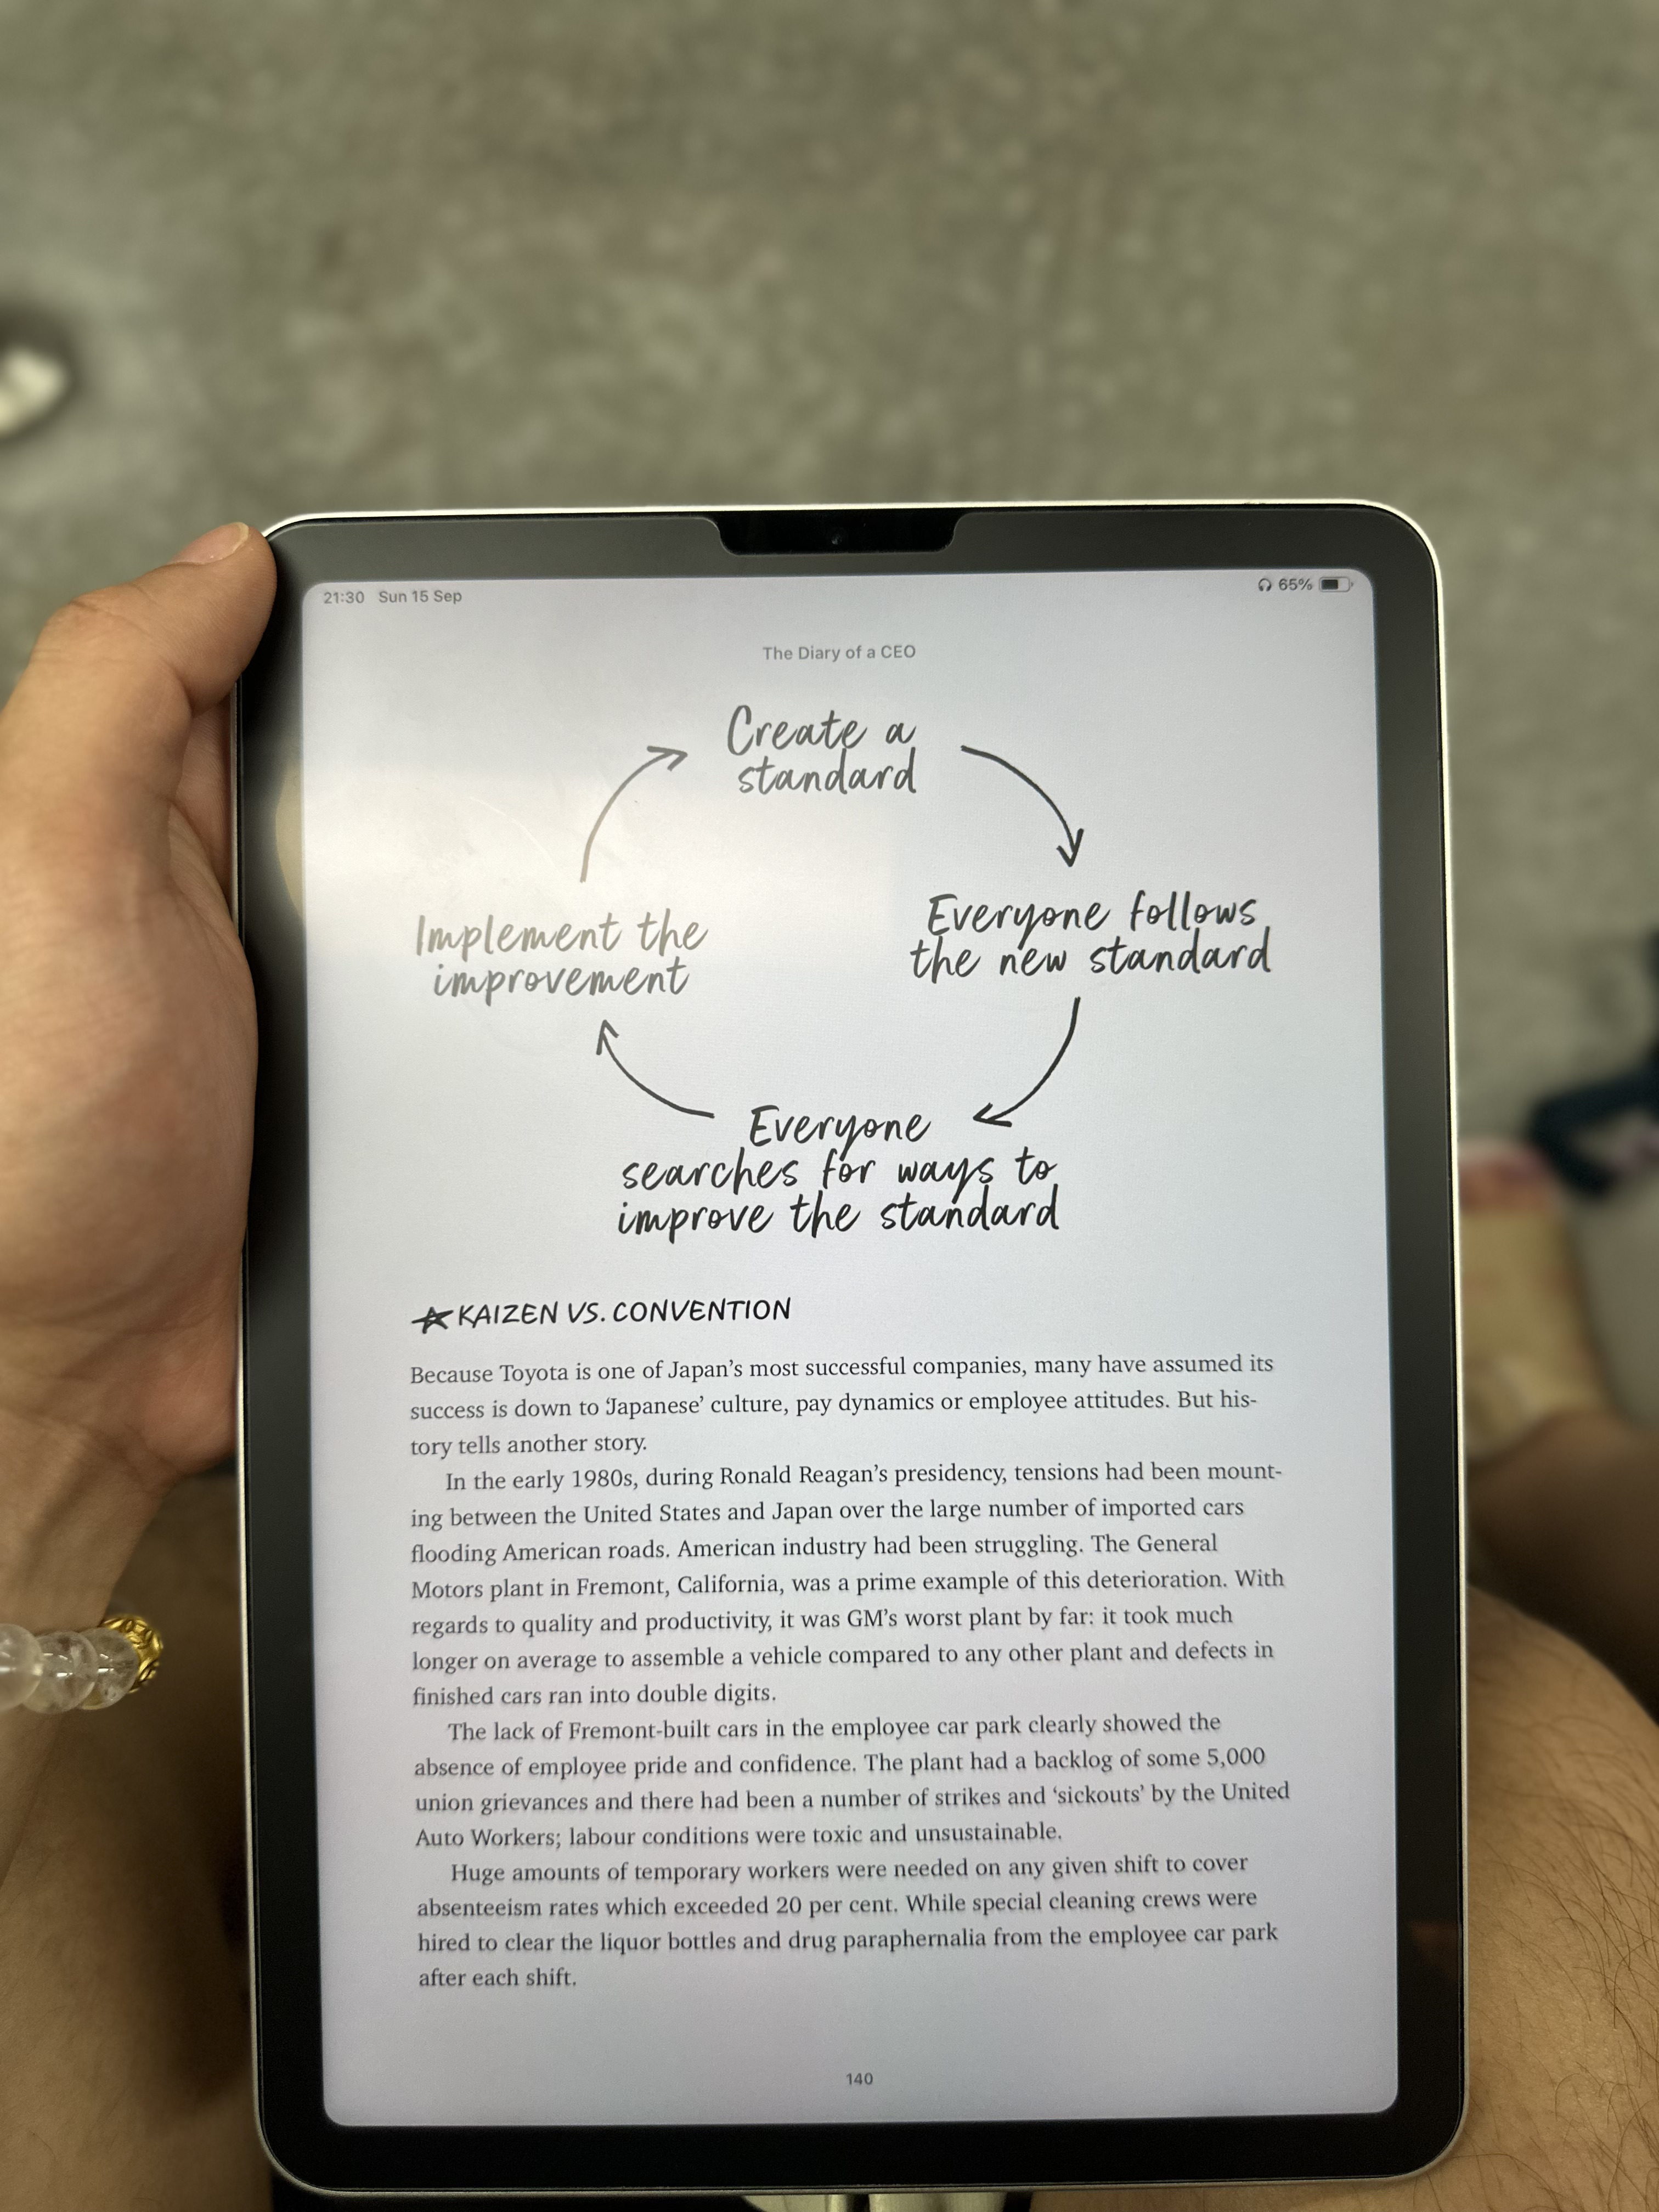 21:30 Sun 15 Sep
65%
The Diary of a CEO
Create a
standard
Everyone follows
the new standard
Everyone
searches for ways to
improve the standard
Implement the
improvement
KAIZEN VS. CONVENTION
Because Toyota is one of Japan's most successful companies, many have assumed its
success is down to ‘Japanese’ culture, pay dynamics or employee attitudes. But his-
tory tells another story.
In the early 1980s, during Ronald Reagan's presidency, tensions had been mount-
ing between the United States and Japan over the large number of imported cars
flooding American roads. American industry had been struggling. The General
Motors plant in Fremont, California, was a prime example of this deterioration. With
regards to quality and productivity, it was GM's worst plant by far: it took much
longer on average to assemble a vehicle compared to any other plant and defects in
finished cars ran into double digits.
The lack of Fremont-built cars in the employee car park clearly showed the
absence of employee pride and confidence. The plant had a backlog of some 5,000
union grievances and there had been a number of strikes and ‘sickouts’ by the United
Auto Workers; labour conditions were toxic and unsustainable.
Huge amounts of temporary workers were needed on any given shift to cover
absenteeism rates which exceeded 20 per cent. While special cleaning crews were
hired to clear the liquor bottles and drug paraphernalia from the employee car park
after each shift.
140